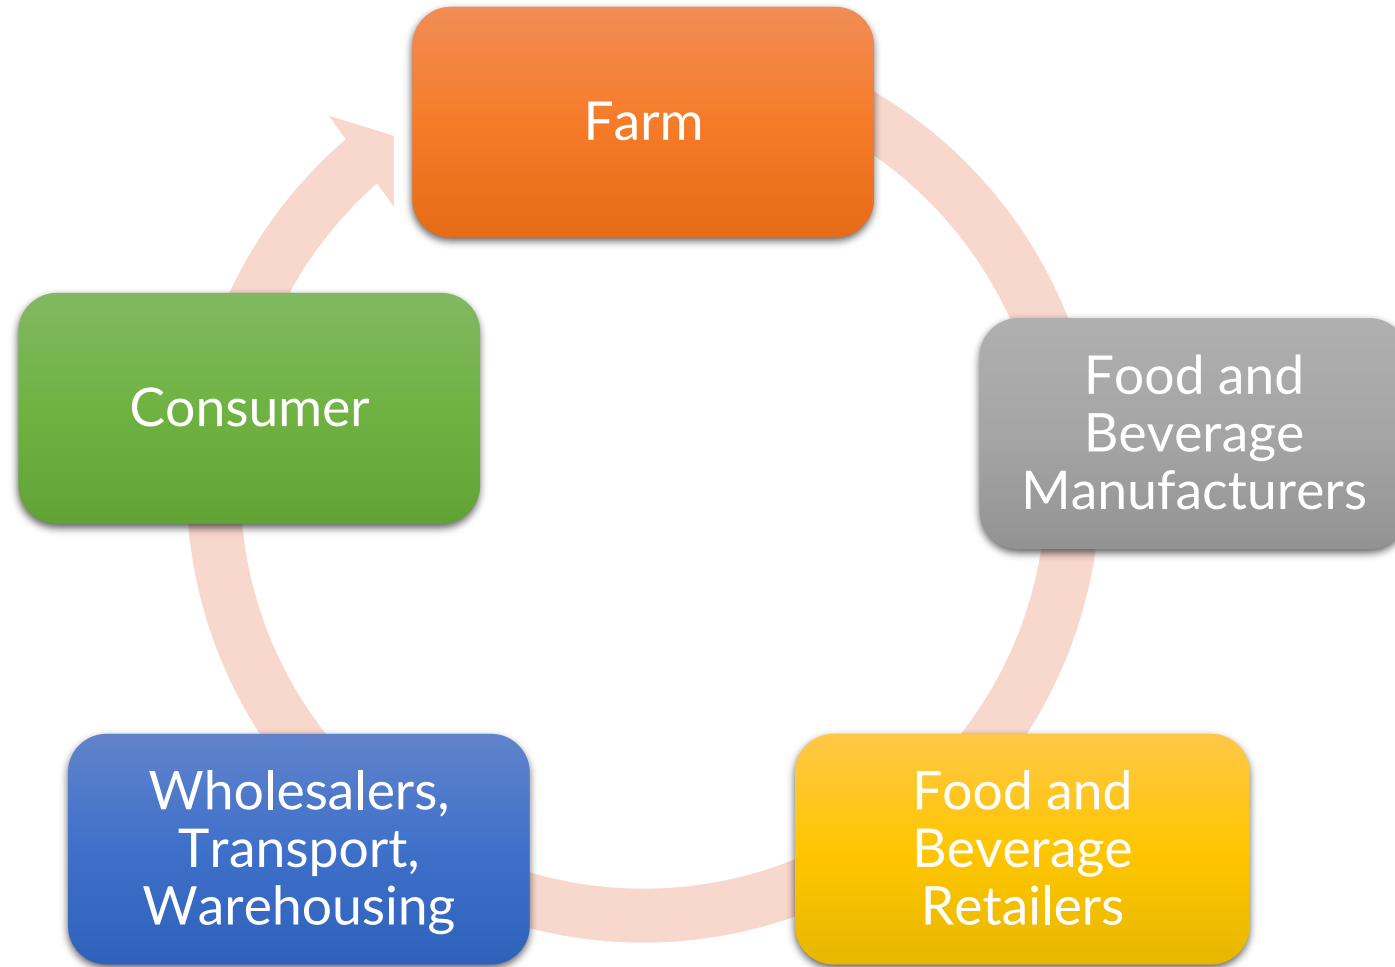 Farm
Food and
Beverage
Manufacturers
Food and
Beverage
Retailers
Wholesalers,
Transport,
Warehousing
Consumer